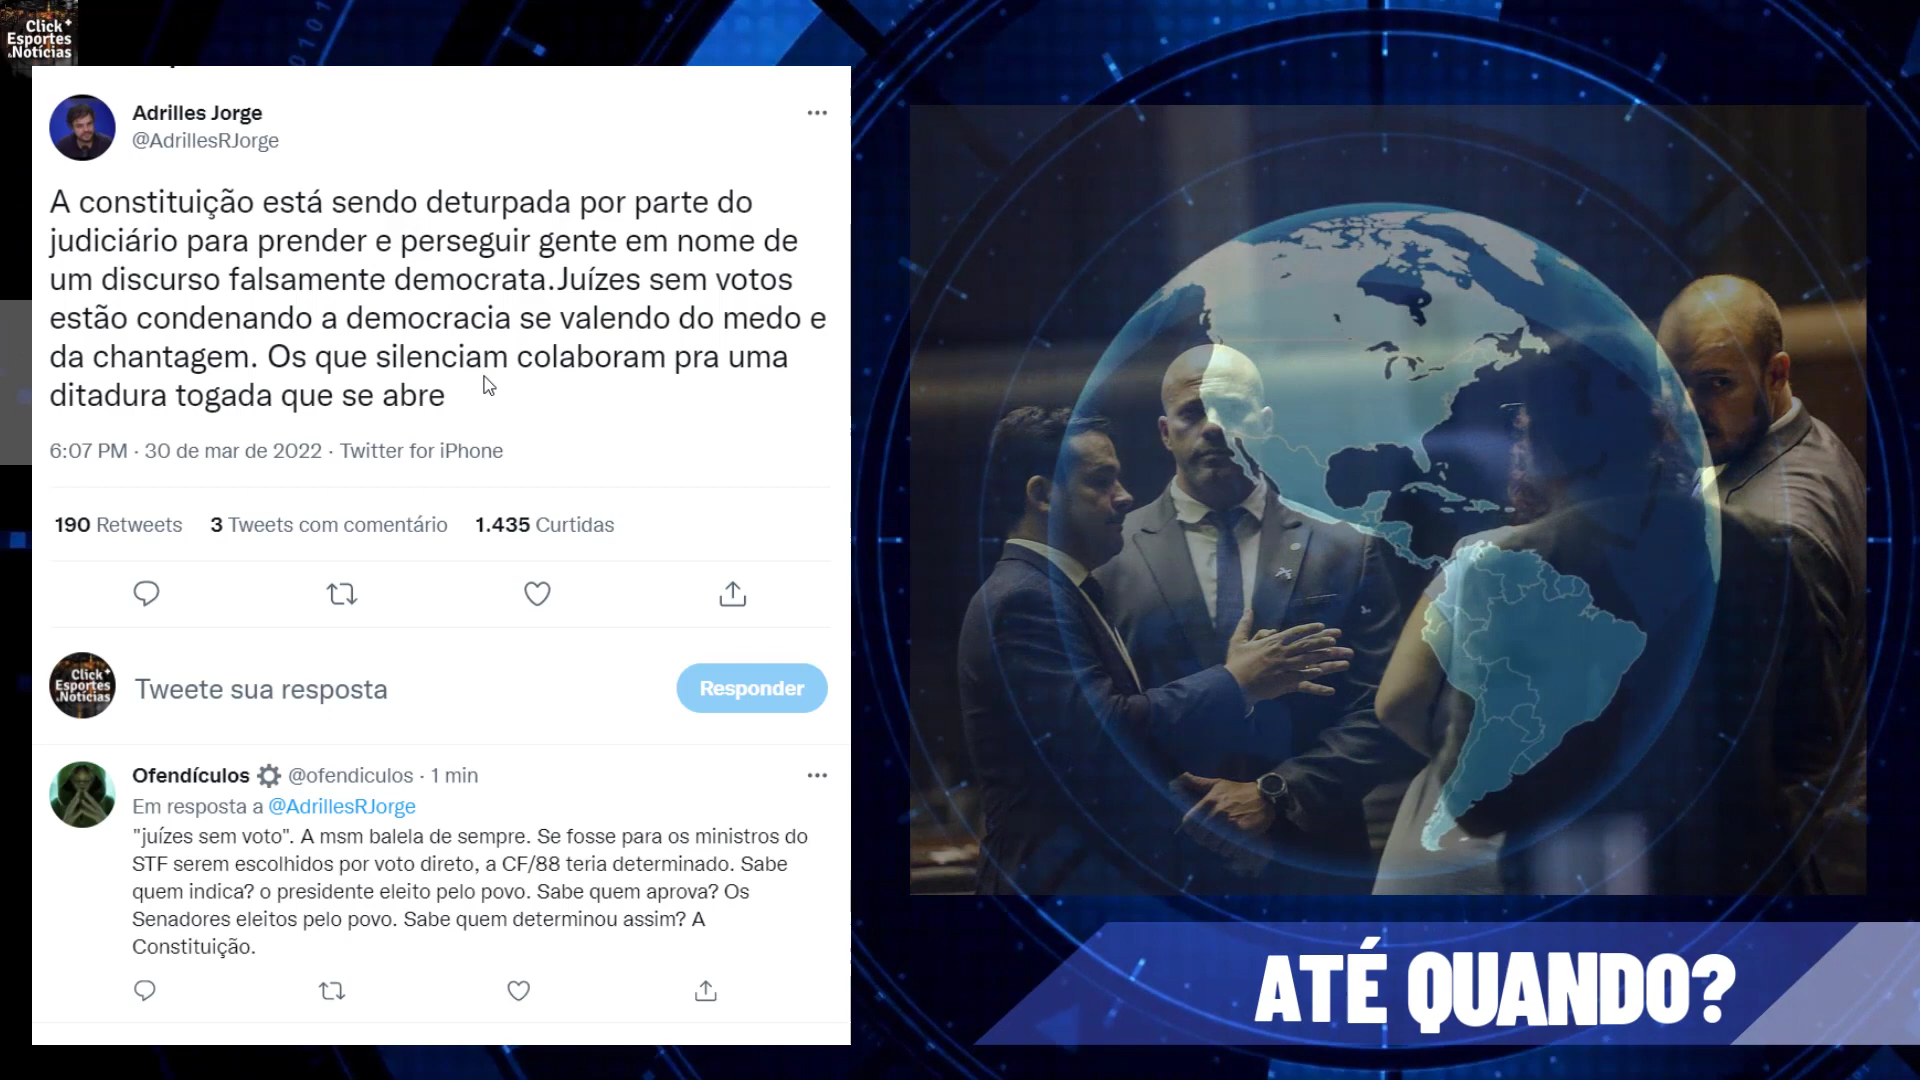 Click+
Esportes
&Notícias
Adrilles Jorge
@AdrillesRJorge
A constituição está sendo deturpada por parte do
judiciário para prender e perseguir gente em nome de
um discurso falsamente democrata.Juízes sem votos
estão condenando a democracia se valendo do medo e
da chantagem. Os que silenciam colaboram pra uma
ditadura togada que se abre
6:07 PM · 30 de mar de 2022 · Twitter for iPhone
190 Retweets 3 Tweets com comentário 1.435 Curtidas
Click+
Esportes
&Notícias
Tweete sua resposta
Responder
Ofendículos @ofendiculos · 1 min
Em resposta a @AdrillesRJorge
"juízes sem voto". A msm balela de sempre. Se fosse para os ministros do
STF serem escolhidos por voto direto, a CF/88 teria determinado. Sabe
quem indica? o presidente eleito pelo povo. Sabe quem aprova? Os
Senadores eleitos pelo povo. Sabe quem determinou assim? A
Constituição.
ATÉ QUANDO?